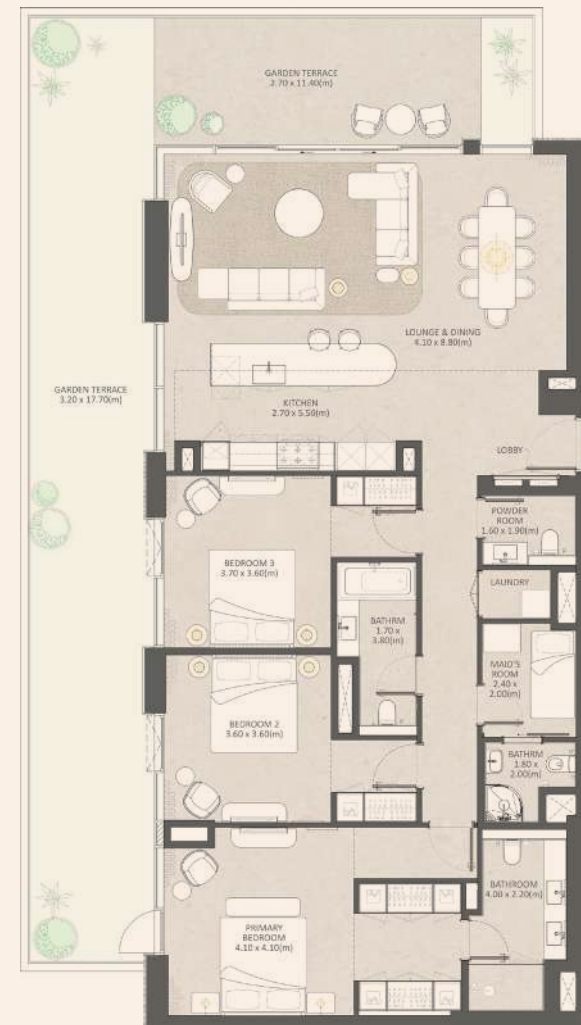 GARDEN TERRACE
2.70 x 11.40(m)
LOUNGE & DINING
4.10 x 8.80(m)
GARDEN TERRACE
3.20 x 17.70(m)
KITCHEN
2.70 x 5.50(m)
LOBBY
POWDER
ROOM
1.60 x 1.90(m)
BEDROOM 3
3.70 x 3.60(m)
LAUNDRY
BATHRM
1.70 x
3.80(m)
MAID'S
ROOM
2.40 x
2.00(m)
BEDROOM 2
3.60 x 3.60(m)
BATHRM
1.80 x
2.00(m)
BATHROOM
4.00 x 2.20(m)
PRIMARY
BEDROOM
4.10 x 4.10(m)